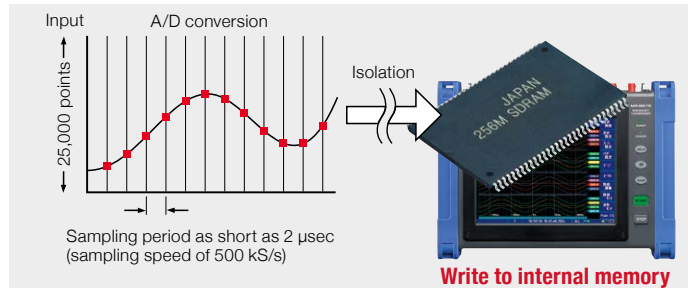 Input
A/D conversion
25,000 points
Sampling period as short as 2 µsec
(sampling speed of 500 kS/s)
Isolation
JAPAN
256M SDRAM
Write to internal memory